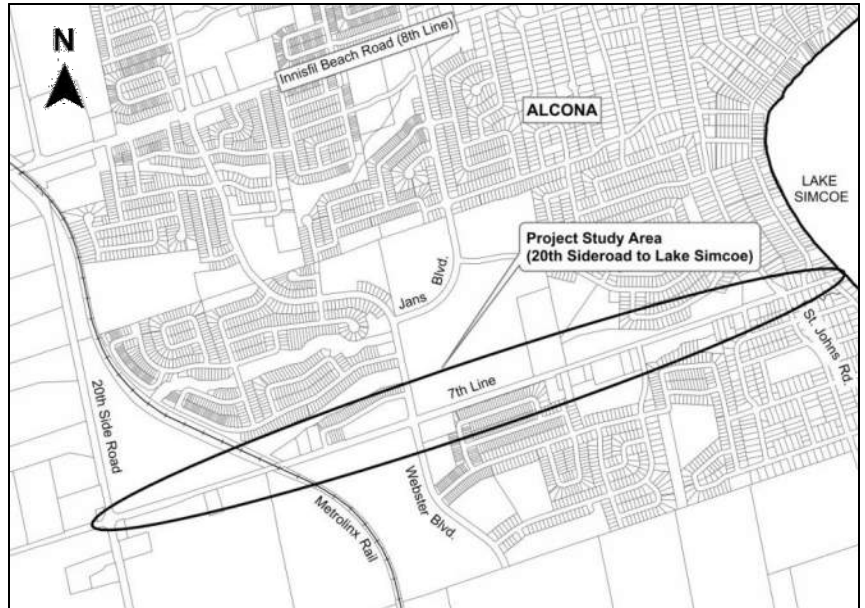 N
Innisfil Beach Road (8th Line)
ALCONA
LAKE
SIMCOE
Project Study Area
(20th Sideroad to Lake Simcoe)
Jans Blvd.
St. Johns Rd.
7th Line
20th Side Road
Webster Blvd.
Metrolinx Rail